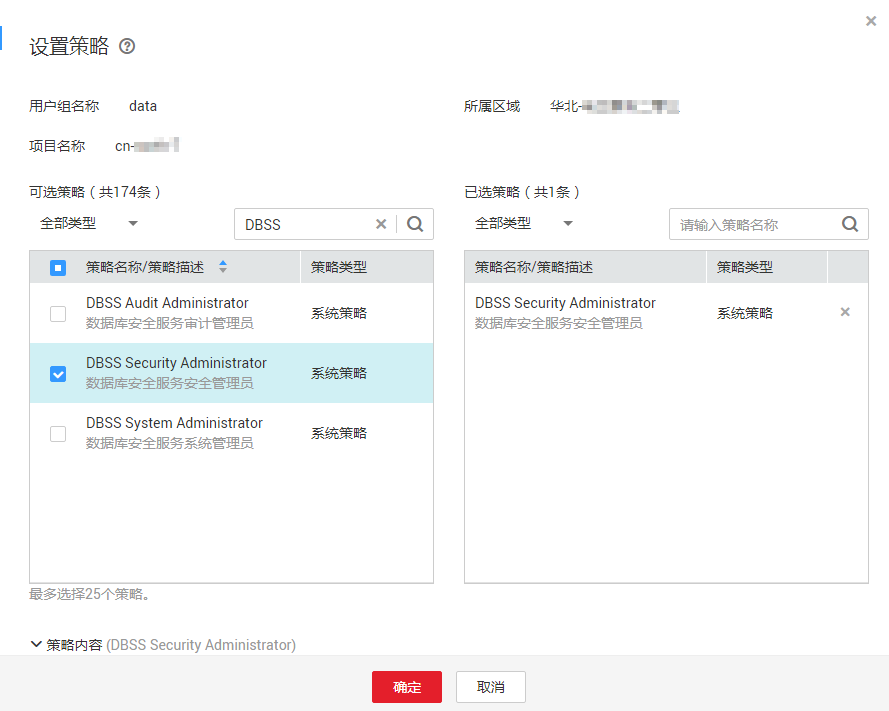 设置策略
用户组名称 data 所属区域 华北-
项目名称 cn-
可选策略（共174条） 已选策略（共1条）
全部类型 DBSS 全部类型 请输入策略名称
策略名称/策略描述 策略类型 策略名称/策略描述 策略类型
DBSS Audit Administrator
数据库安全服务审计管理员
系统策略
DBSS Security Administrator
数据库安全服务安全管理员
系统策略
DBSS Security Administrator
数据库安全服务安全管理员
系统策略
DBSS System Administrator
数据库安全服务系统管理员
系统策略
最多选择25个策略。
策略内容 (DBSS Security Administrator)
确定 取消